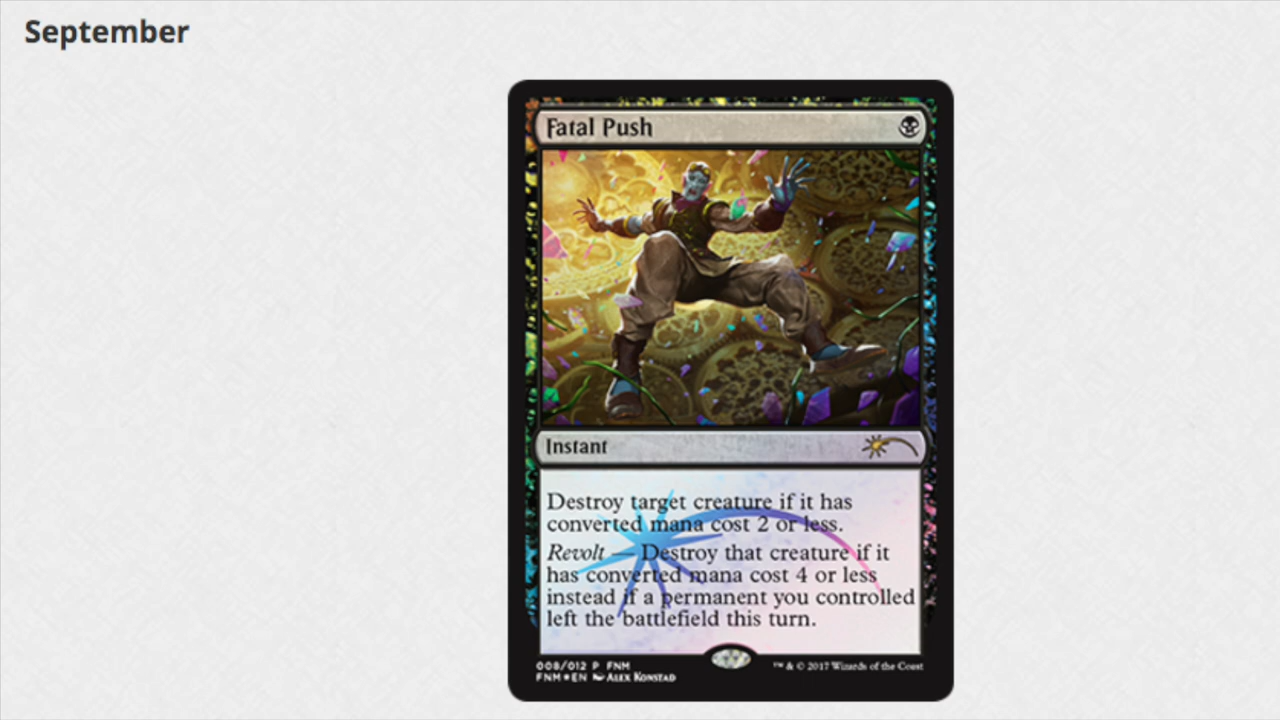 September
Fatal Push
Instant
Destroy target creature if it has
converted mana cost 2 or less.
Revolt — Destroy that creature if it
has converted mana cost 4 or less
instead if a permanent you controlled
left the battlefield this turn.
008/012 P FNM
™ & © 2017 Wizards of the Coast
FNM★EN Alex Konstad